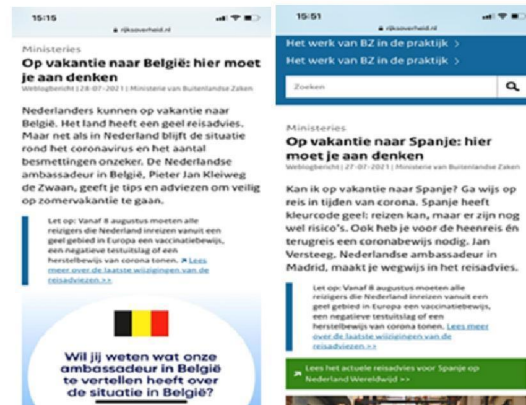 15:15
rijksoverheid.nl
Ministeries
Op vakantie naar België: hier moet
je aan denken
Weblogbericht | 28-07-2021 | Ministerie van Buitenlandse Zaken
Nederlanders kunnen op vakantie naar
België. Het land heeft een geel reisadvies.
Maar net als in Nederland blijft de situatie
rond het coronavirus en het aantal
besmettingen onzeker. De Nederlandse
ambassadeur in België, Pieter Jan Kleiweg
de Zwaan, geeft je tips en adviezen om veilig
op zomervakantie te gaan.
Let op: Vanaf 8 augustus moeten alle
reizigers die Nederland inreizen vanuit een
geel gebied in Europa een vaccinatiebewijs,
een negatieve testuitslag of een
herstelbewijs van corona tonen. Lees
meer over de laatste wijzigingen van de
reisadviezen >>
Wil jij weten wat onze
ambassadeur in België
te vertellen heeft over
de situatie in België?
15:51
rijksoverheid.nl
Het werk van BZ in de praktijk >
Het werk van BZ in de praktijk >
Zoeken
Ministeries
Op vakantie naar Spanje: hier
moet je aan denken
Weblogbericht | 27-07-2021 | Ministerie van Buitenlandse Zaken
Kan ik op vakantie naar Spanje? Ga wijs op
reis in tijden van corona. Spanje heeft
kleurcode geel: reizen kan, maar er zijn nog
wel risico's. Ook heb je voor de heenreis én
terugreis een coronabewijs nodig. Jan
Versteeg, Nederlandse ambassadeur in
Madrid, maakt je wegwijs in het reisadvies.
Let op: Vanaf 8 augustus moeten alle
reizigers die Nederland inreizen vanuit een
geel gebied in Europa een vaccinatiebewijs,
een negatieve testuitslag of een
herstelbewijs van corona tonen. Lees meer
over de laatste wijzigingen van de
reisadviezen >>
Lees het actuele reisadvies voor Spanje op
Nederland Wereldwijd >>